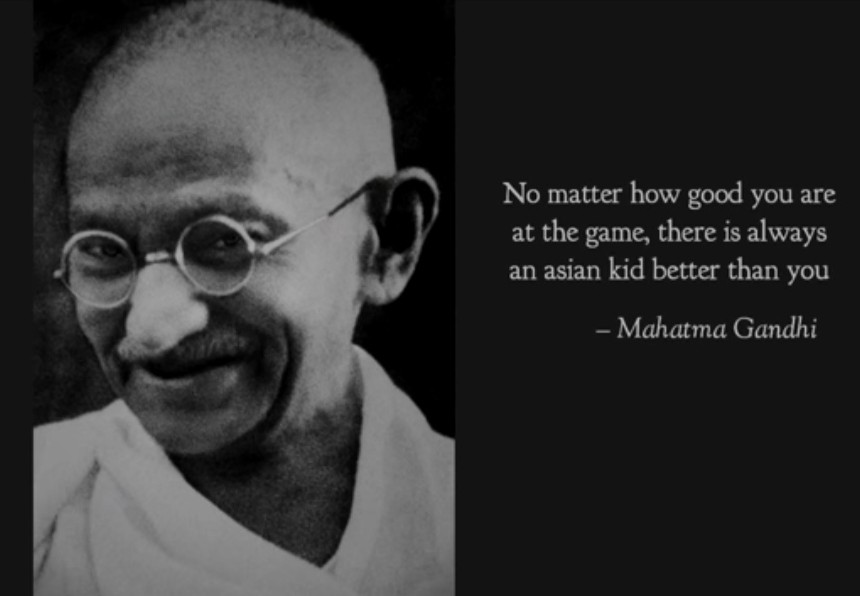 No matter how good you are
at the game, there is always
an asian kid better than you
– Mahatma Gandhi